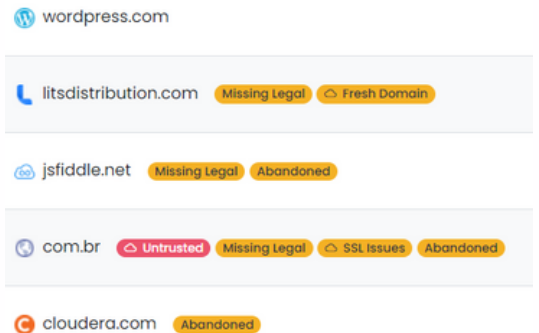 wordpress.com
litsdistribution.com Missing Legal Fresh Domain
jsfiddle.net Missing Legal Abandoned
com.br Untrusted Missing Legal SSL Issues Abandoned
cloudera.com Abandoned